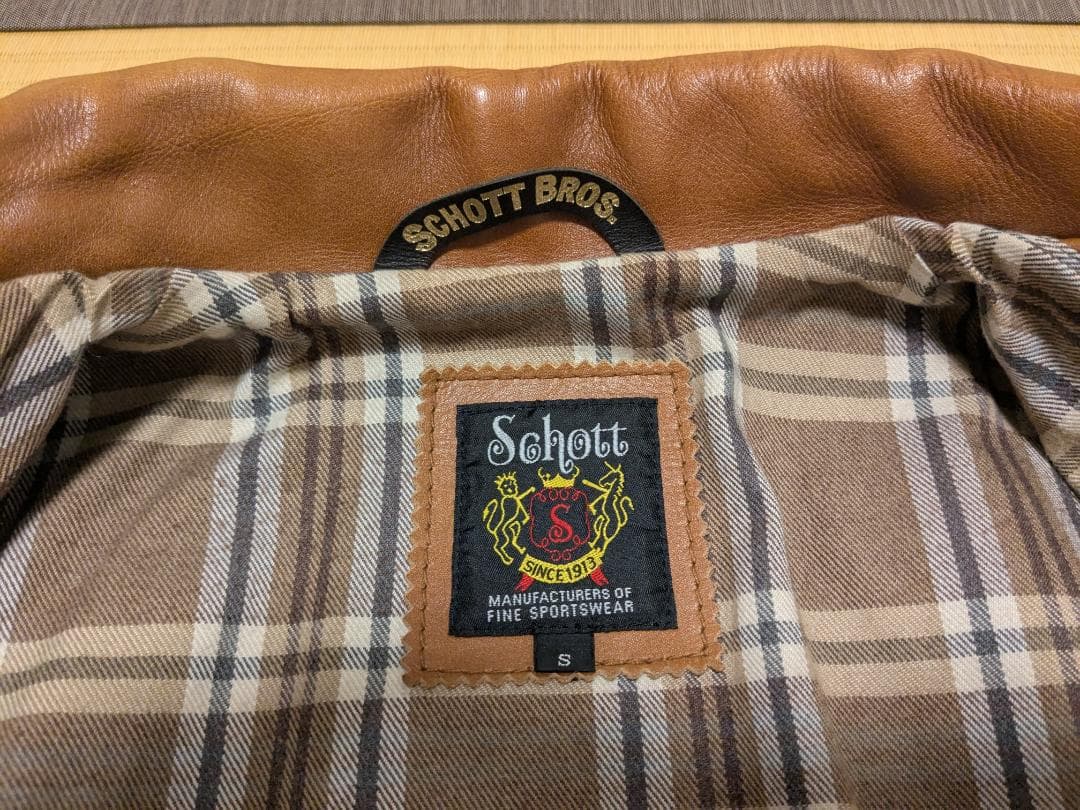 SCHOTT BROS.
Schott
S
SINCE 1913
MANUFACTURERS OF
FINE SPORTSWEAR
S